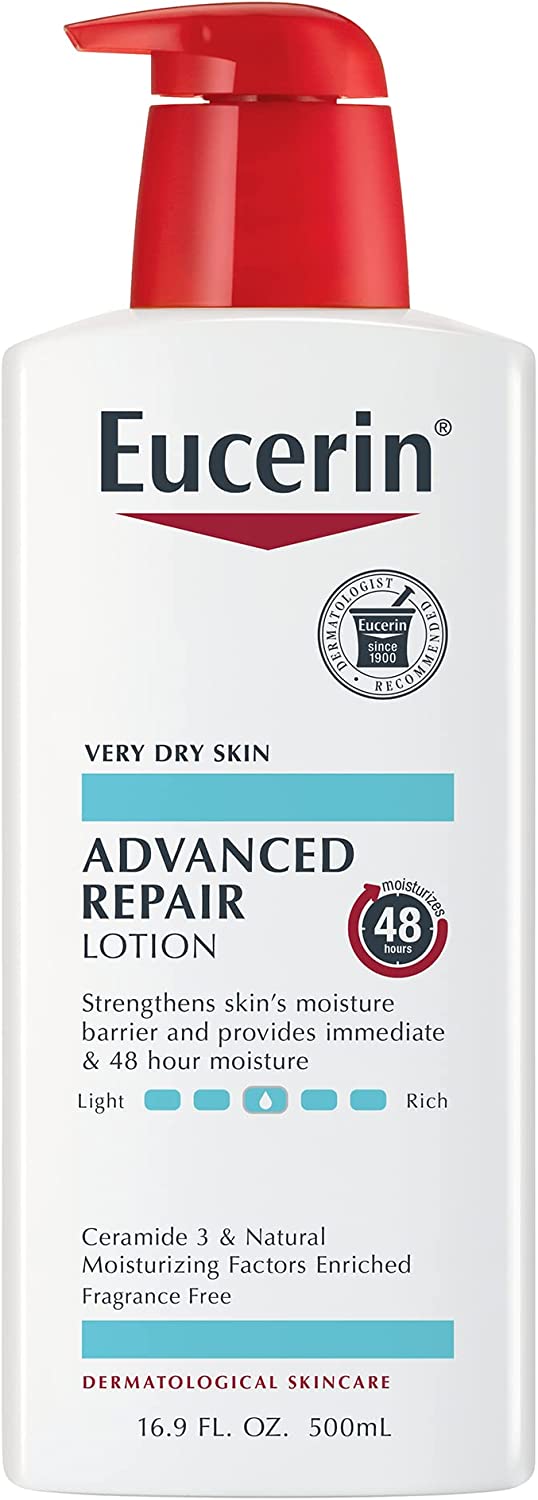 Eucerin®
DERMATOLOGIST RECOMMENDED
Eucerin
since
1900
VERY DRY SKIN
ADVANCED
REPAIR
LOTION
moisturizes
48
hours
Strengthens skin's moisture
barrier and provides immediate
& 48 hour moisture
Light Rich
Ceramide 3 & Natural
Moisturizing Factors Enriched
Fragrance Free
DERMATOLOGICAL SKINCARE
16.9 FL. OZ. 500mL